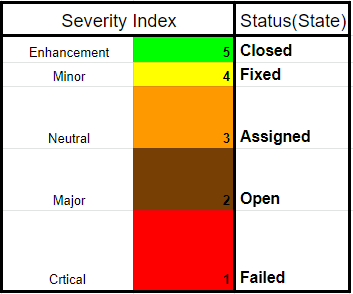 Severity Index Status(State)
Enhancement 5 Closed
Minor 4 Fixed
Neutral 3 Assigned
Major 2 Open
Crtical 1 Failed